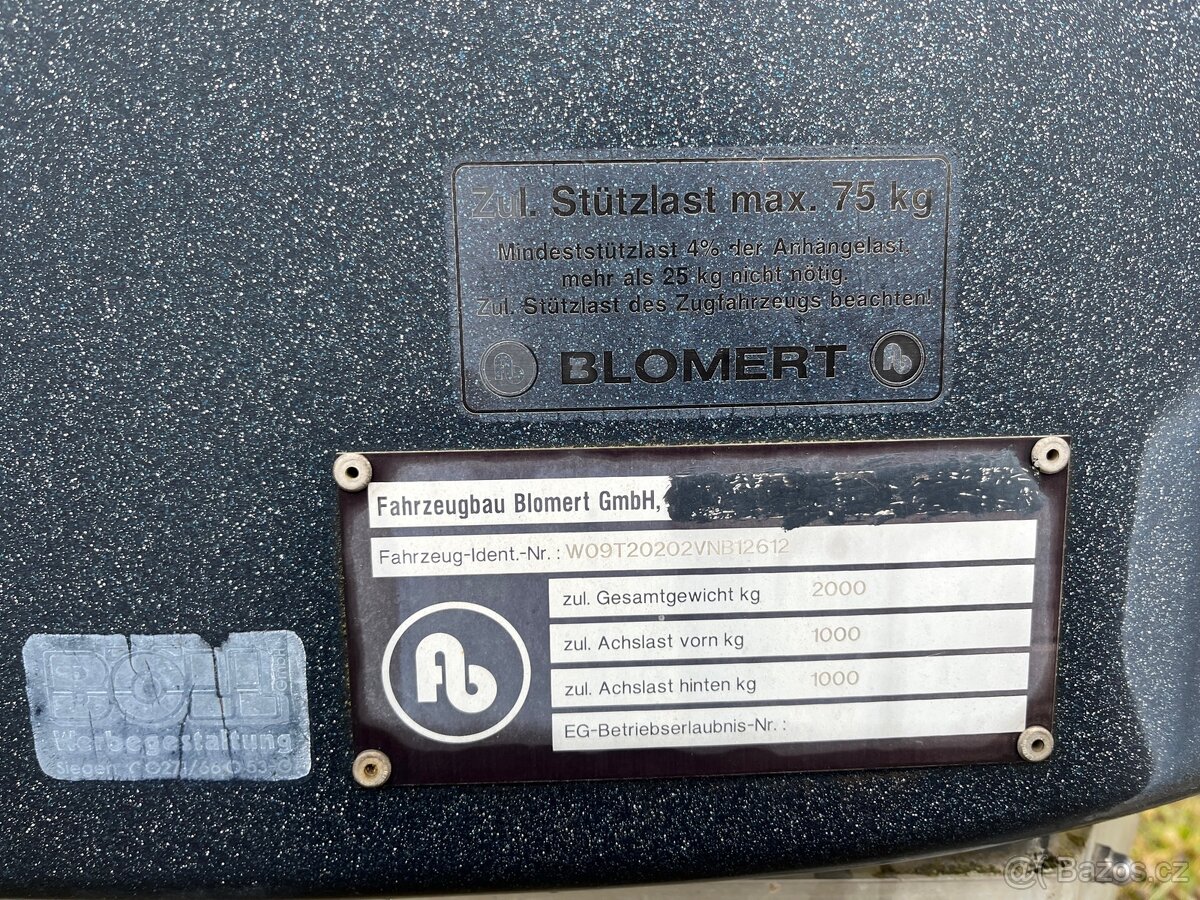 Zul. Stützlast max. 75 kg
Mindeststützlast 4% der Anhängelast,
mehr als 25 kg nicht nötig.
Zul. Stützlast des Zugfahrzeugs beachten!
BLOMERT
Fahrzeugbau Blomert GmbH,
Fahrzeug-Ident.-Nr.: W09T20202VNB12612
zul. Gesamtgewicht kg 2000
zul. Achslast vorn kg 1000
zul. Achslast hinten kg 1000
EG-Betriebserlaubnis-Nr.:
Werbegestaltung
Siegen
Bazos.cz